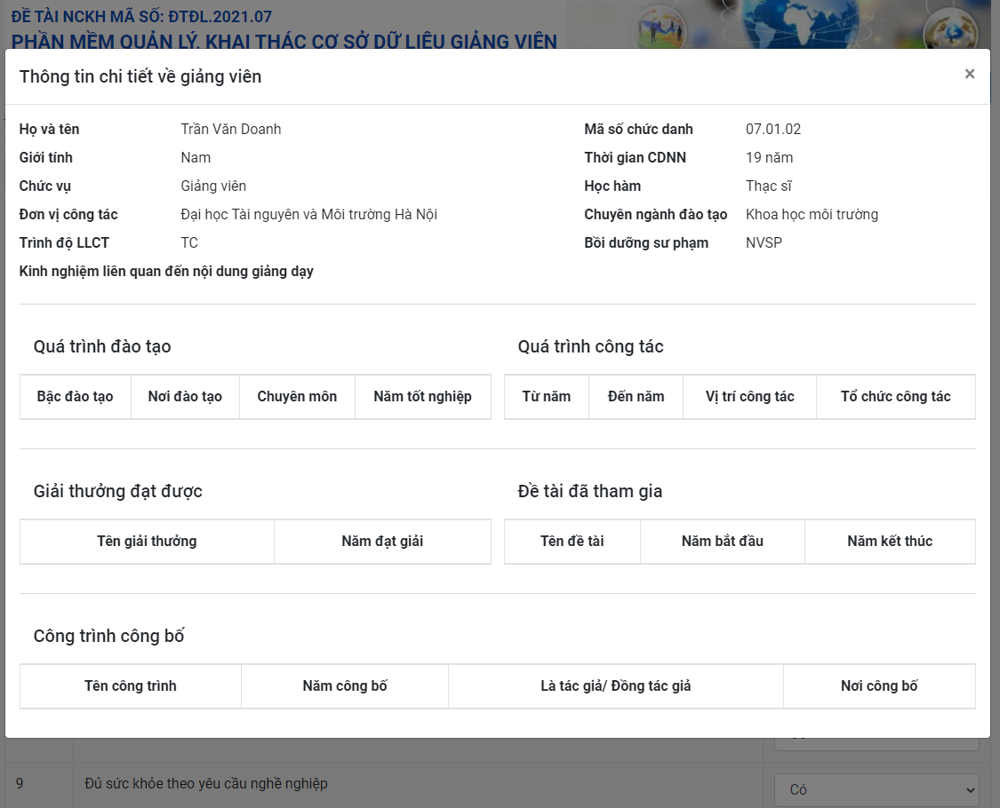 ĐỀ TÀI NCKH MÃ SỐ: ĐTĐL.2021.07
PHẦN MỀM QUẢN LÝ, KHAI THÁC CƠ SỞ DỮ LIỆU GIẢNG VIÊN
Thông tin chi tiết về giảng viên ×
Họ và tên Trần Văn Doanh Mã số chức danh 07.01.02
Giới tính Nam Thời gian CDNN 19 năm
Chức vụ Giảng viên Học hàm Thạc sĩ
Đơn vị công tác Đại học Tài nguyên và Môi trường Hà Nội Chuyên ngành đào tạo Khoa học môi trường
Trình độ LLCT TC Bồi dưỡng sư phạm NVSP
Kinh nghiệm liên quan đến nội dung giảng dạy
Quá trình đào tạo Quá trình công tác
Bậc đào tạo Nơi đào tạo Chuyên môn Năm tốt nghiệp Từ năm Đến năm Vị trí công tác Tổ chức công tác
Giải thưởng đạt được Đề tài đã tham gia
Tên giải thưởng Năm đạt giải Tên đề tài Năm bắt đầu Năm kết thúc
Công trình công bố
Tên công trình Năm công bố Là tác giả/ Đồng tác giả Nơi công bố
9 Đủ sức khỏe theo yêu cầu nghề nghiệp Có